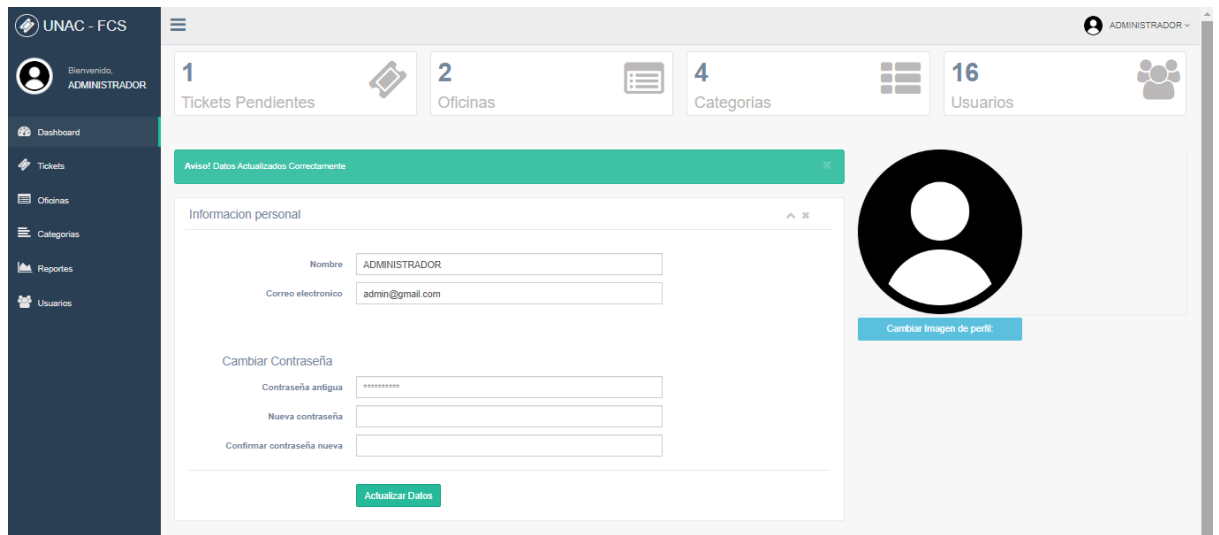 UNAC - FCS
ADMINISTRADOR
Bienvenido,
ADMINISTRADOR
Dashboard
Tickets
Oficinas
Categorias
Reportes
Usuarios
1
Tickets Pendientes
2
Oficinas
4
Categorias
16
Usuarios
Aviso! Datos Actualizados Correctamente
Informacion personal
Nombre ADMINISTRADOR
Correo electronico admin@gmail.com
Cambiar Contraseña
Contraseña antigua **********
Nueva contraseña
Confirmar contraseña nueva
Actualizar Datos
Cambiar Imagen de perfil: